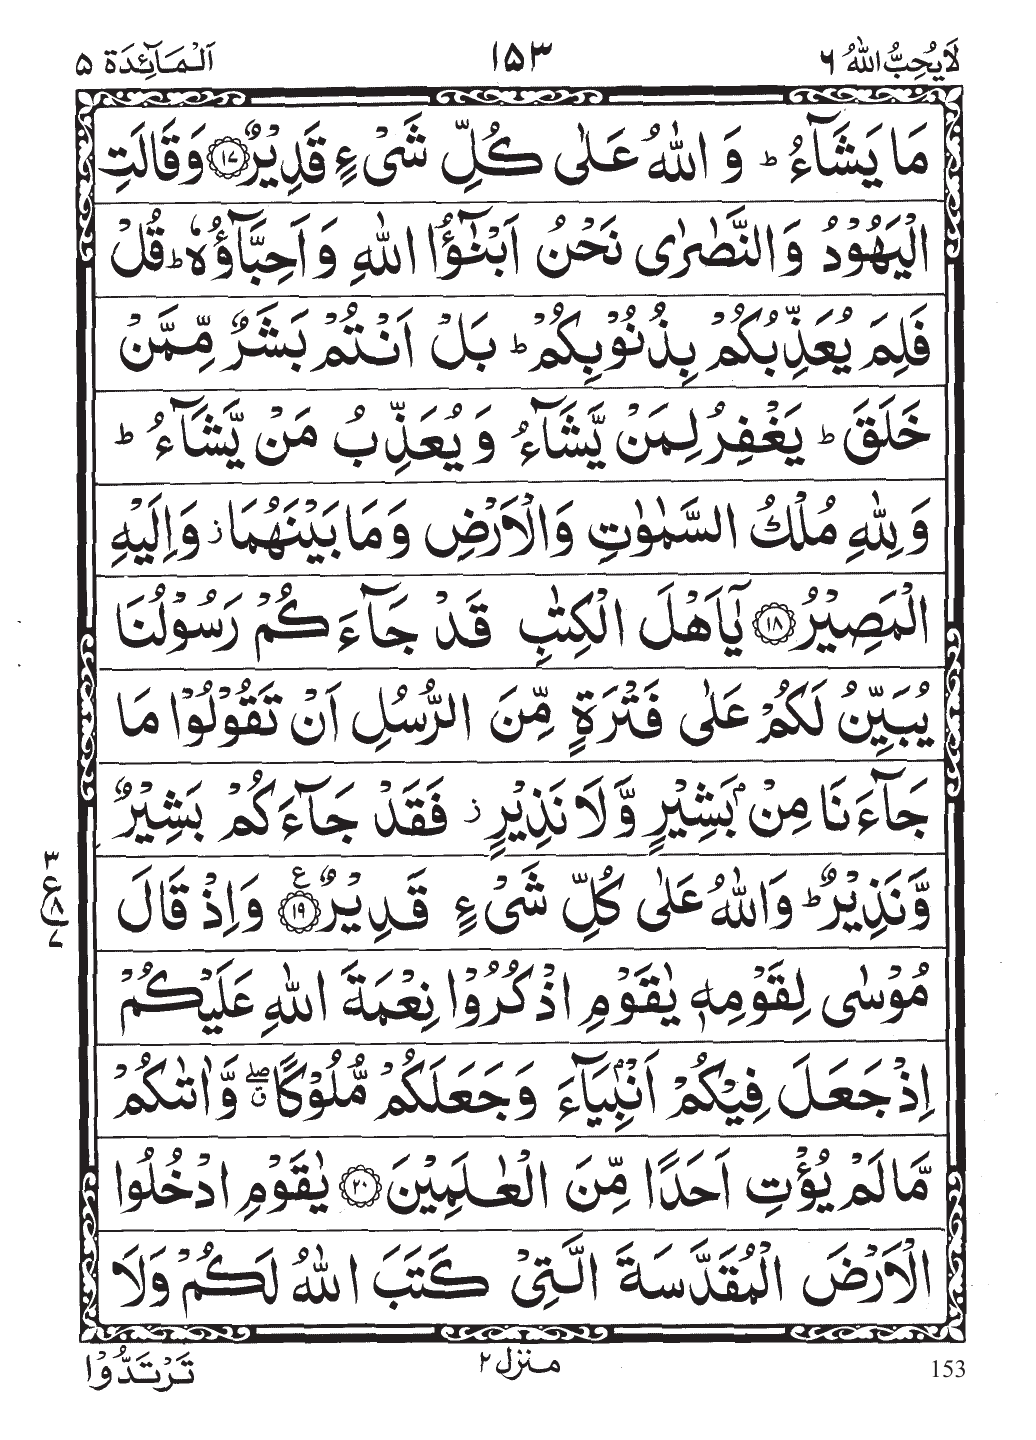 لَا يُحِبُّ اللّٰهُ ٦ ١٥٣ اَلْمَآئِدَة ٥
مَا يَشَآءُ ؕ وَ اللّٰهُ عَلٰى كُلِّ شَىْءٍ قَدِيْرٌ ﴿١٧﴾ وَقَالَتِ
الْيَهُوْدُ وَالنَّصٰرٰى نَحْنُ اَبْنٰٓؤُا اللّٰهِ وَ اَحِبَّآؤُهٗ ؕ قُلْ
فَلِمَ يُعَذِّبُكُمْ بِذُنُوْبِكُمْ ؕ بَلْ اَنْتُمْ بَشَرٌ مِّمَّنْ
خَلَقَ ؕ يَغْفِرُ لِمَنْ يَّشَآءُ وَ يُعَذِّبُ مَنْ يَّشَآءُ ؕ
وَ لِلّٰهِ مُلْكُ السَّمٰوٰتِ وَالْاَرْضِ وَمَا بَيْنَهُمَا ز وَاِلَيْهِ
الْمَصِيْرُ ﴿١٨﴾ يٰٓاَهْلَ الْكِتٰبِ قَدْ جَآءَكُمْ رَسُوْلُنَا
يُبَيِّنُ لَكُمْ عَلٰى فَتْرَةٍ مِّنَ الرُّسُلِ اَنْ تَقُوْلُوْا مَا
جَآءَنَا مِنْۢ بَشِيْرٍ وَّلَا نَذِيْرٍ ز فَقَدْ جَآءَكُمْ بَشِيْرٌ
وَّنَذِيْرٌ ؕ وَاللّٰهُ عَلٰى كُلِّ شَىْءٍ قَدِيْرٌ ﴿١٩﴾ ع وَاِذْ قَالَ
٣
ع
٨
٧
مُوْسٰى لِقَوْمِهٖ يٰقَوْمِ اذْكُرُوْا نِعْمَةَ اللّٰهِ عَلَيْكُمْ
اِذْ جَعَلَ فِيْكُمْ اَنْۢبِيَآءَ وَجَعَلَكُمْ مُّلُوْكًا ۖق وَّاٰتٰىكُمْ
مَّا لَمْ يُؤْتِ اَحَدًا مِّنَ الْعٰلَمِيْنَ ﴿٢٠﴾ يٰقَوْمِ ادْخُلُوا
الْاَرْضَ الْمُقَدَّسَةَ الَّتِىْ كَتَبَ اللّٰهُ لَكُمْ وَلَا
153 منزل ٢ تَرْتَدُّوْا